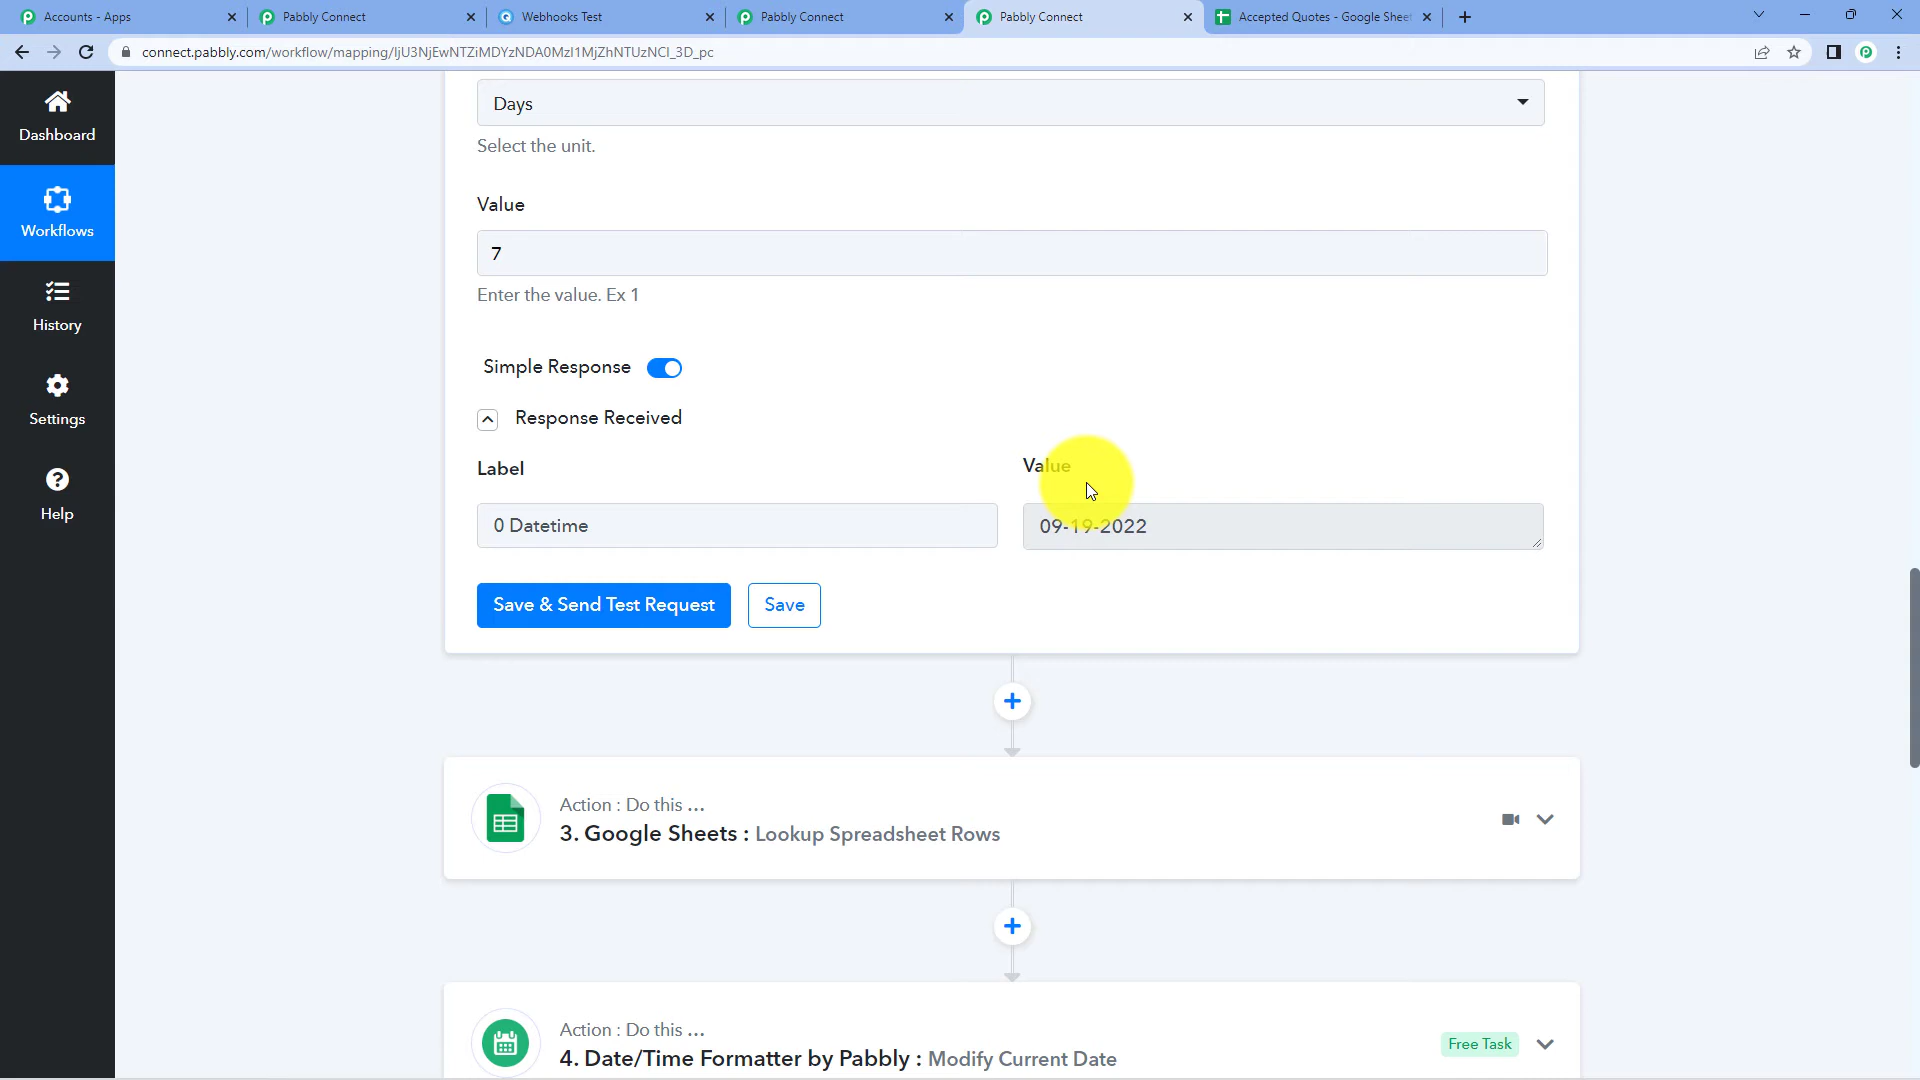 Accounts - Apps
Pabbly Connect
Webhooks Test
Pabbly Connect
Pabbly Connect
Accepted Quotes - Google Sheet
connect.pabbly.com/workflow/mapping/
Dashboard
Workflows
History
Settings
Help
Days
Select the unit.
Value
7
Enter the value. Ex 1
Simple Response
Response Received
Label
Value
0 Datetime
09-19-2022
Save & Send Test Request
Save
Action : Do this ...
3. Google Sheets : Lookup Spreadsheet Rows
Action : Do this ...
4. Date/Time Formatter by Pabbly : Modify Current Date
Free Task